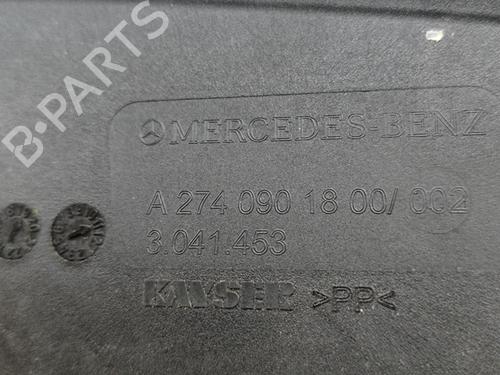 MERCEDES-BENZ
A 274 090 18 00/ 002
3.041.453
KAYSER >PP<
B-PARTS